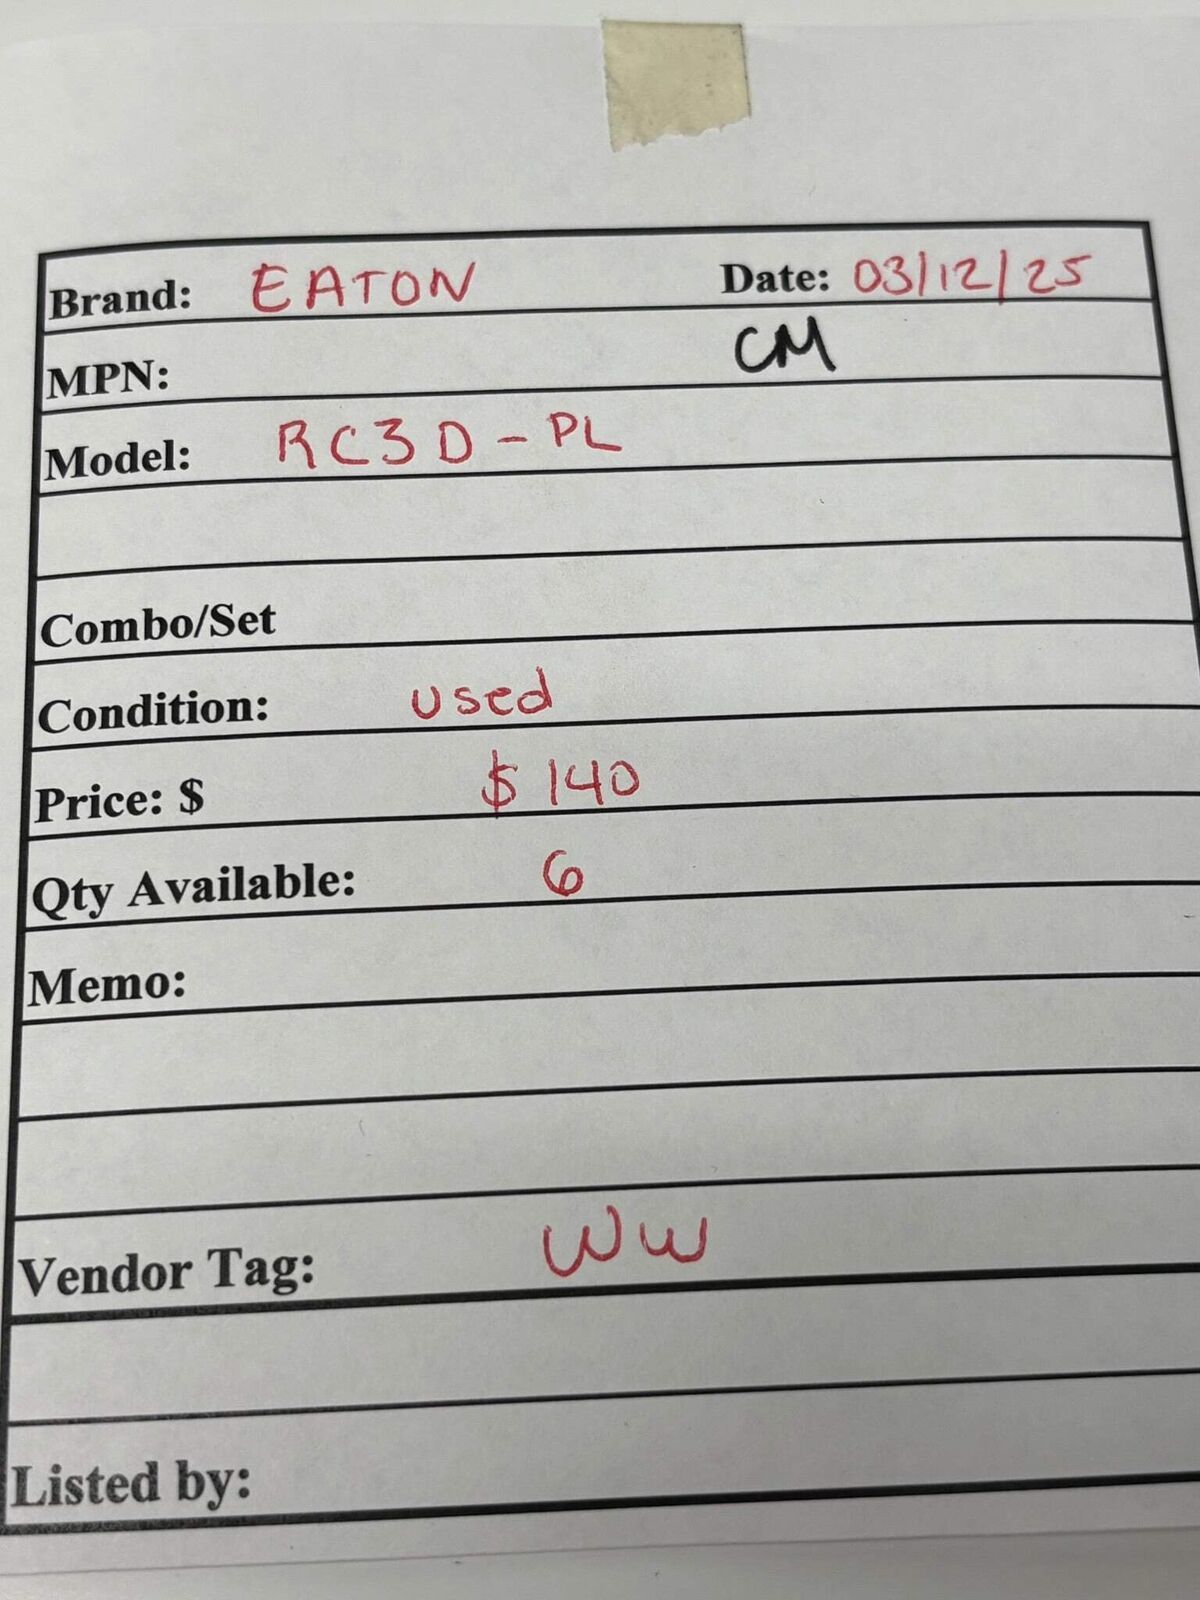 Brand: EATON Date: 03/12/25
MPN: CM
Model: RC3D-PL
Combo/Set
Condition: used
Price: $ $140
Qty Available: 6
Memo:
Vendor Tag: WW
Listed by: